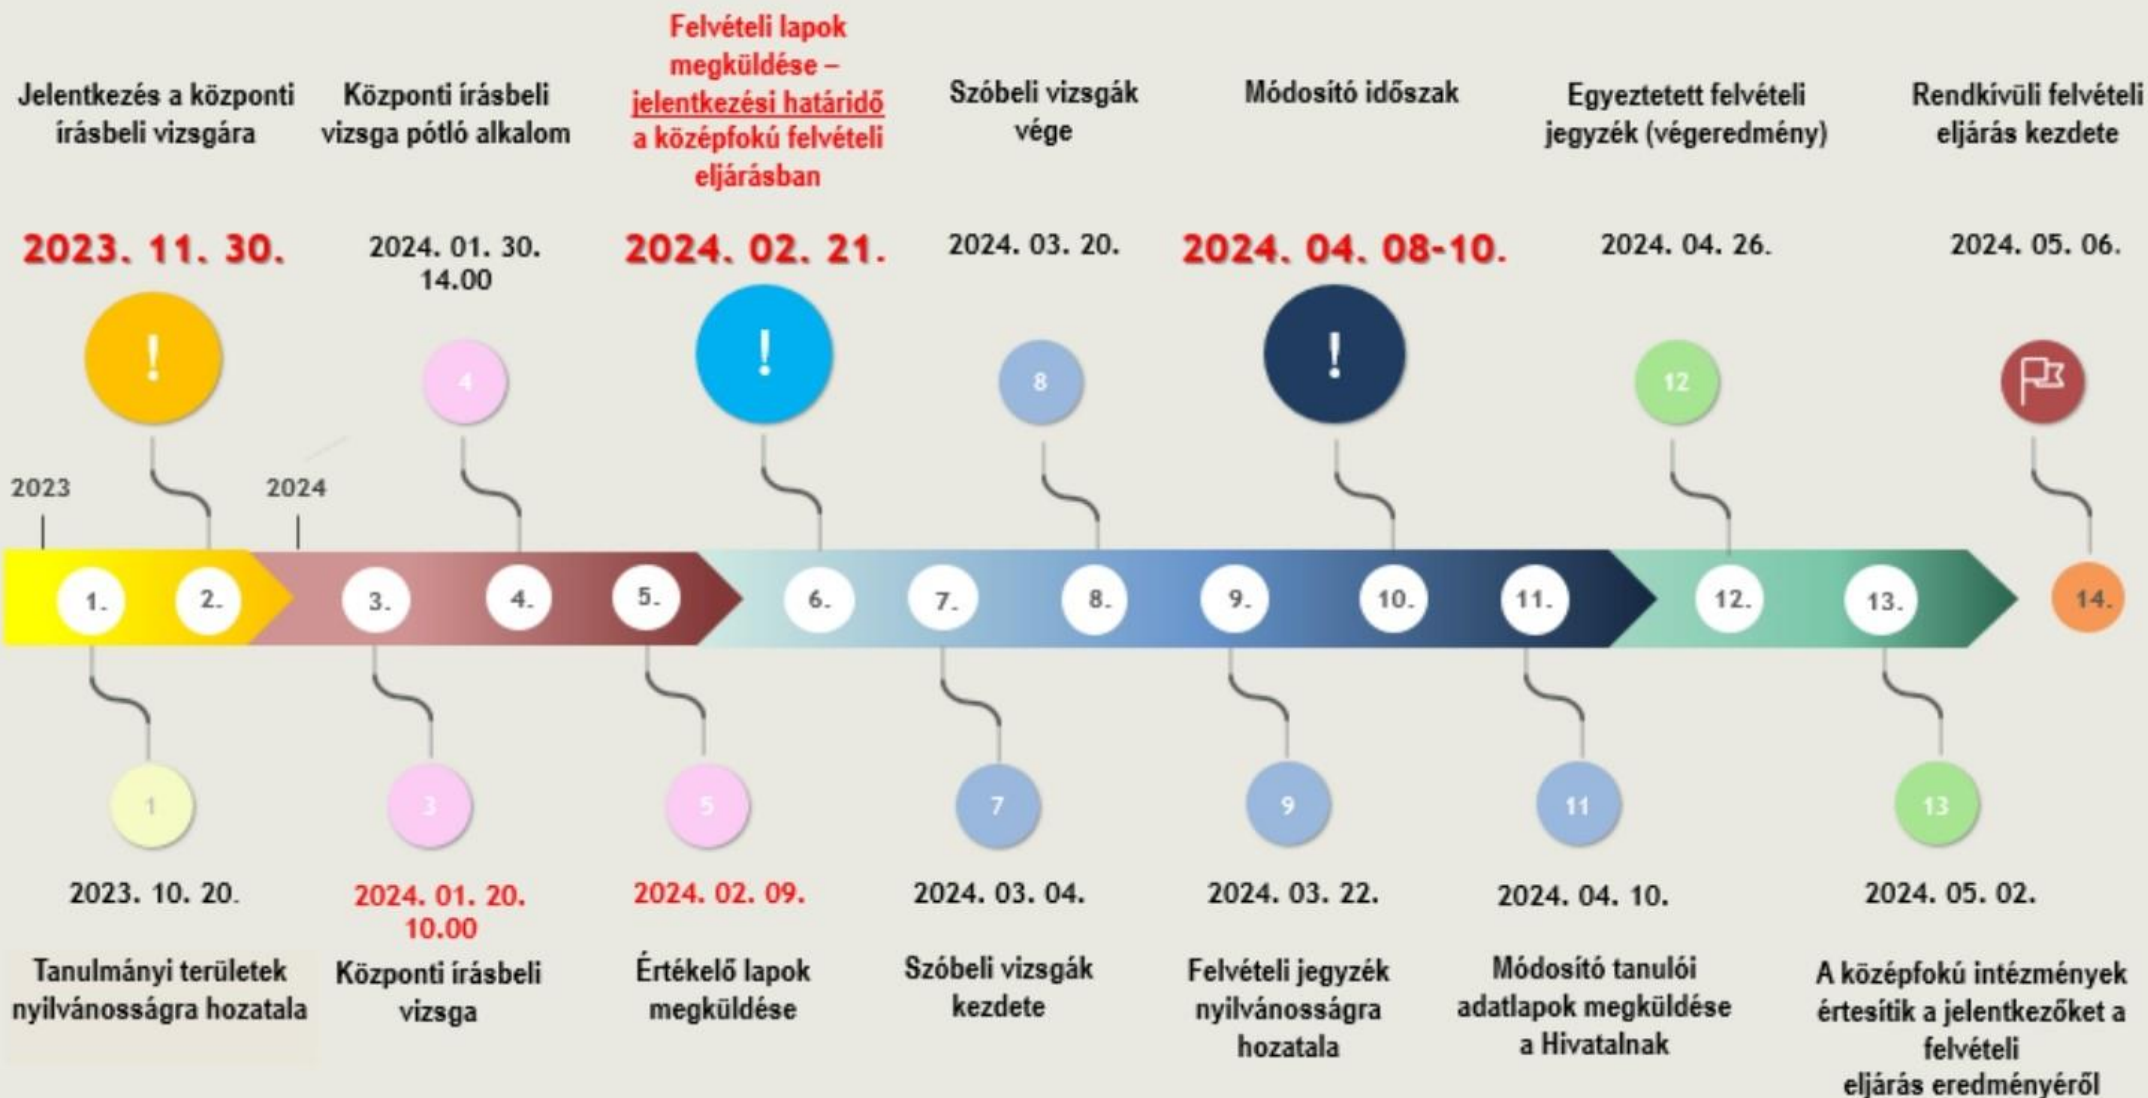 Jelentkezés a központi
írásbeli vizsgára
2023. 11. 30.
!
Központi írásbeli
vizsga pótló alkalom
2024. 01. 30.
14.00
4
Felvételi lapok
megküldése –
jelentkezési határidő
a középfokú felvételi
eljárásban
2024. 02. 21.
!
Szóbeli vizsgák
vége
2024. 03. 20.
8
Módosító időszak
2024. 04. 08-10.
!
Egyeztetett felvételi
jegyzék (végeredmény)
2024. 04. 26.
12
Rendkívüli felvételi
eljárás kezdete
2024. 05. 06.
2023
2024
1.
2.
3.
4.
5.
6.
7.
8.
9.
10.
11.
12.
13.
14.
1
2023. 10. 20.
Tanulmányi területek
nyilvánosságra hozatala
3
2024. 01. 20.
10.00
Központi írásbeli
vizsga
5
2024. 02. 09.
Értékelő lapok
megküldése
7
2024. 03. 04.
Szóbeli vizsgák
kezdete
9
2024. 03. 22.
Felvételi jegyzék
nyilvánosságra
hozatala
11
2024. 04. 10.
Módosító tanulói
adatlapok megküldése
a Hivatalnak
13
2024. 05. 02.
A középfokú intézmények
értesítik a jelentkezőket a
felvételi
eljárás eredményéről